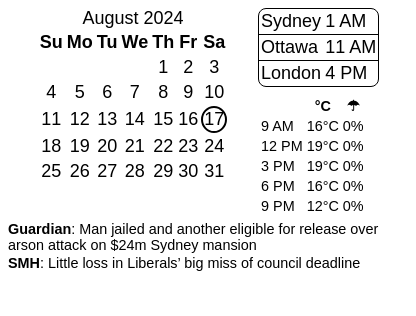 August 2024
Su Mo Tu We Th Fr Sa
1 2 3
4 5 6 7 8 9 10
11 12 13 14 15 16 17
18 19 20 21 22 23 24
25 26 27 28 29 30 31
Sydney 1 AM
Ottawa 11 AM
London 4 PM
°C ☂
9 AM 16°C 0%
12 PM 19°C 0%
3 PM 19°C 0%
6 PM 16°C 0%
9 PM 12°C 0%
Guardian: Man jailed and another eligible for release over
arson attack on $24m Sydney mansion
SMH: Little loss in Liberals’ big miss of council deadline